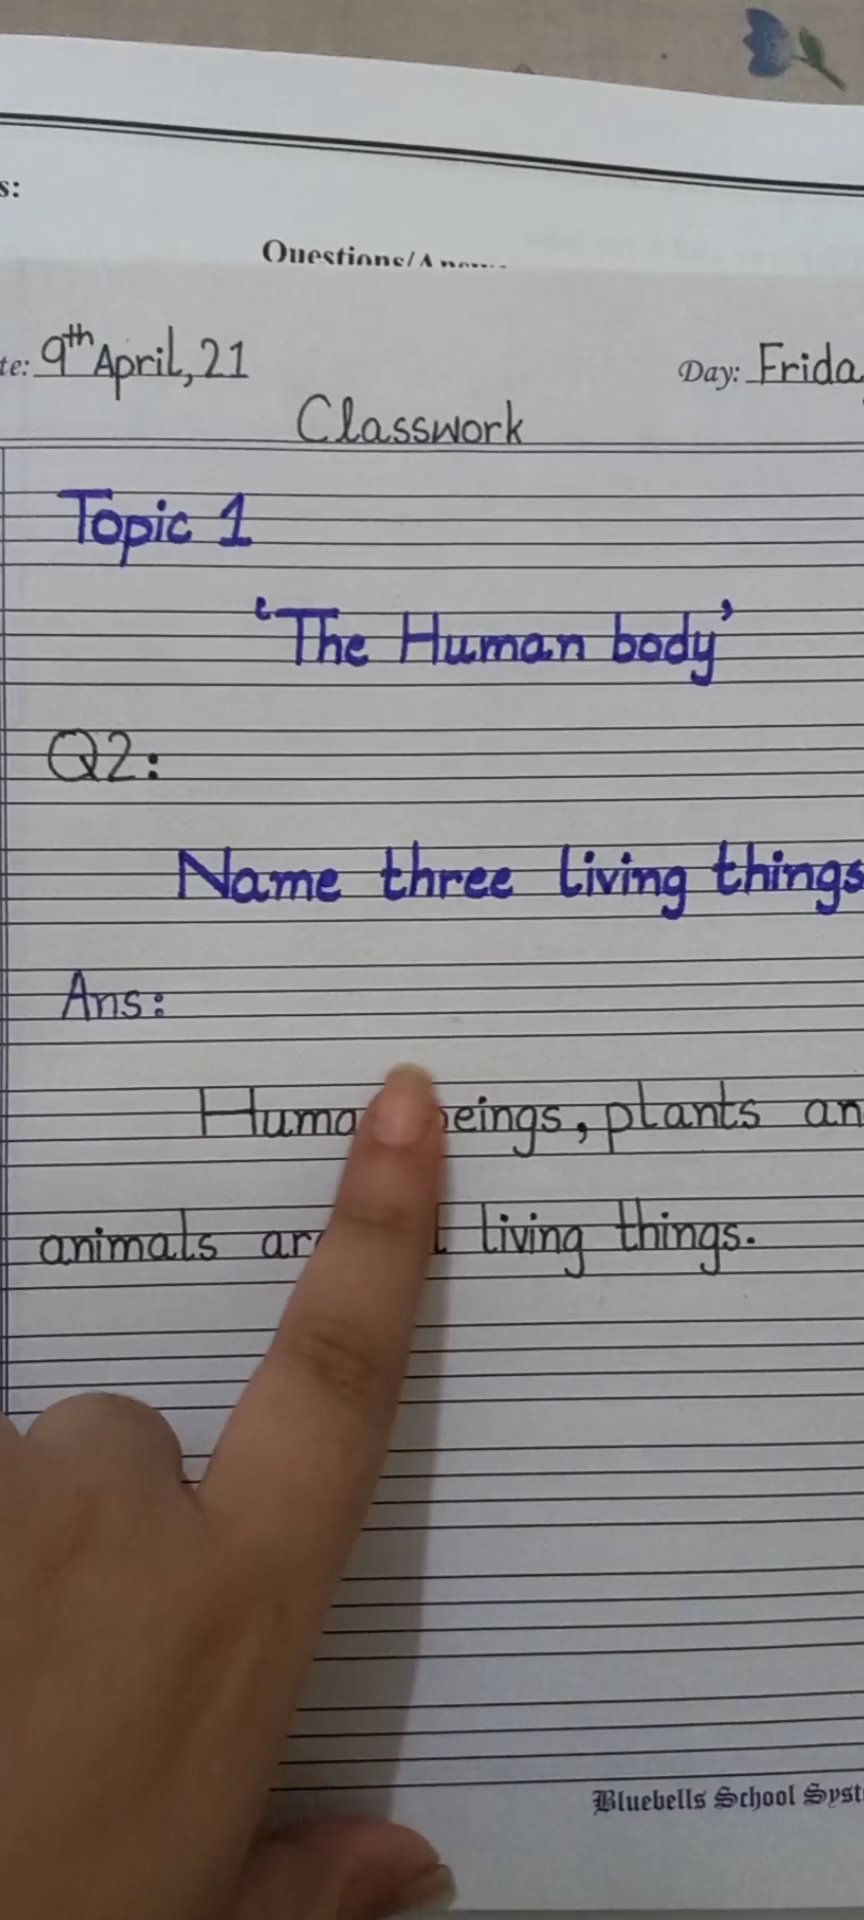 s:
Questions/
te: 9th April, 21 Day: Frida
Classwork
Topic 1
'The Human body'
Q2:
Name three living things
Ans:
Huma eings, plants an
animals ar l living things.
Bluebells School Syst